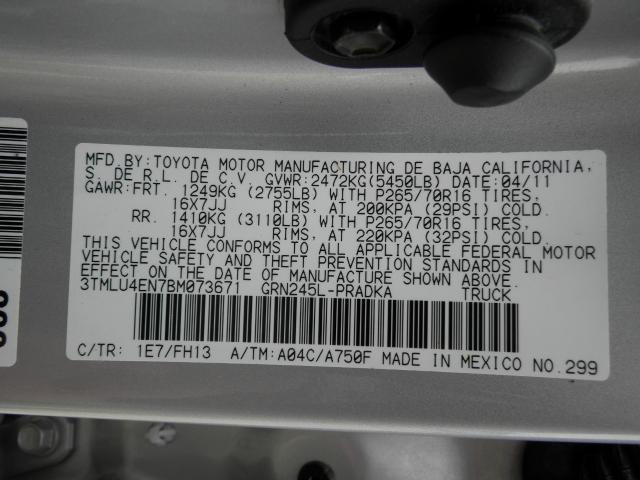 MFD.BY:TOYOTA MOTOR MANUFACTURING DE BAJA CALIFORNIA,
S. DE R.L. DE C.V. GVWR:2472KG(5450LB) DATE:04/11
GAWR:FRT. 1249KG (2755LB) WITH P265/70R16 TIRES,
16X7JJ RIMS, AT 200KPA (29PSI) COLD.
RR. 1410KG (3110LB) WITH P265/70R16 TIRES,
16X7JJ RIMS, AT 220KPA (32PSI) COLD.
THIS VEHICLE CONFORMS TO ALL APPLICABLE FEDERAL MOTOR
VEHICLE SAFETY AND THEFT PREVENTION STANDARDS IN
EFFECT ON THE DATE OF MANUFACTURE SHOWN ABOVE.
3TMLU4EN7BM073671 GRN245L-PRADKA TRUCK
C/TR: 1E7/FH13 A/TM:A04C/A750F MADE IN MEXICO NO.299